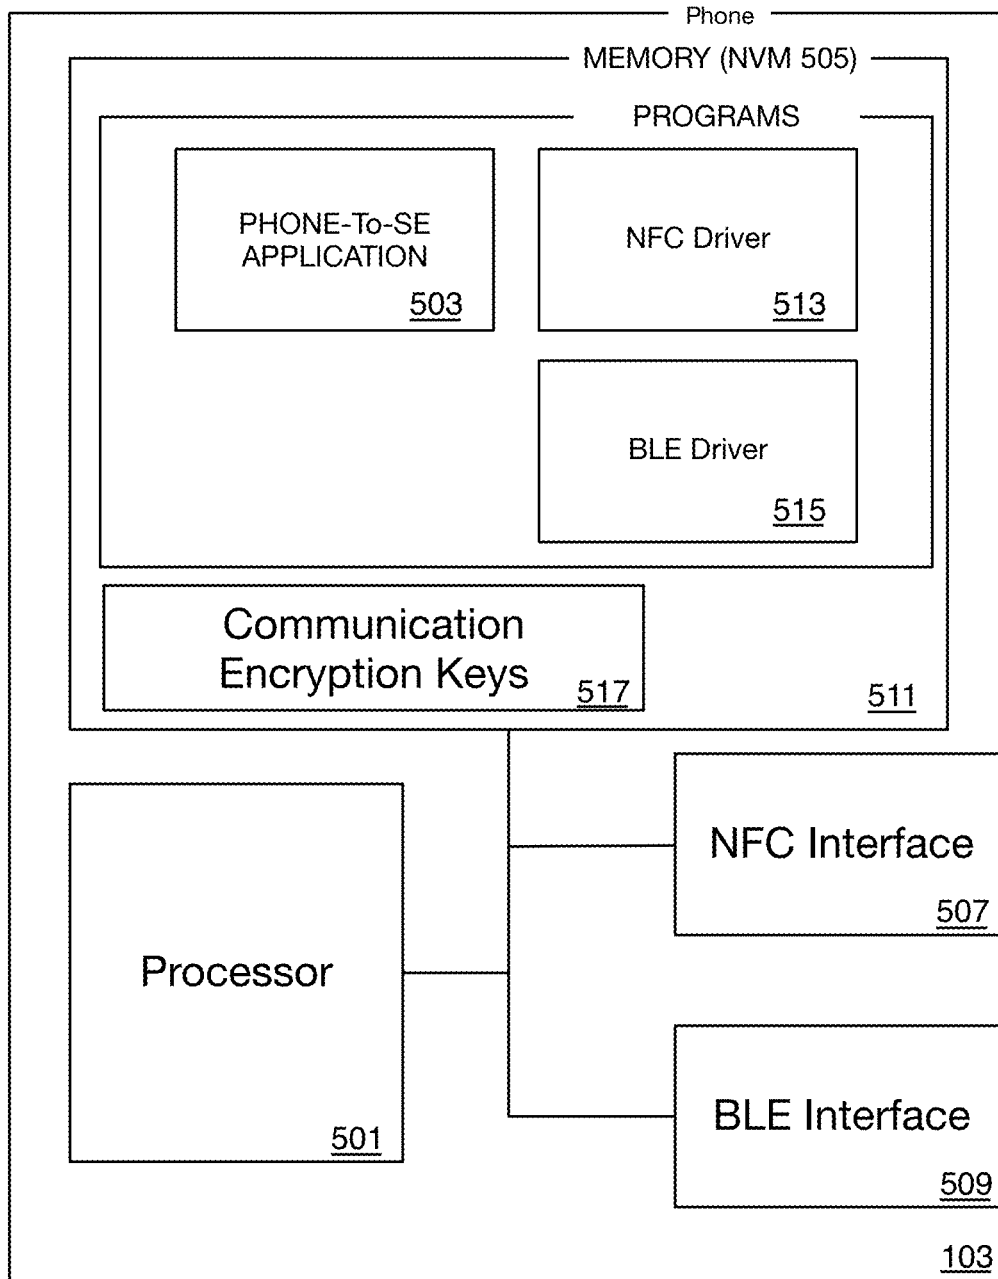 Phone
MEMORY (NVM 505)
PROGRAMS
PHONE-To-SE
APPLICATION
503
NFC Driver
513
BLE Driver
515
Communication
Encryption Keys
517
511
Processor
501
NFC Interface
507
BLE Interface
509
103